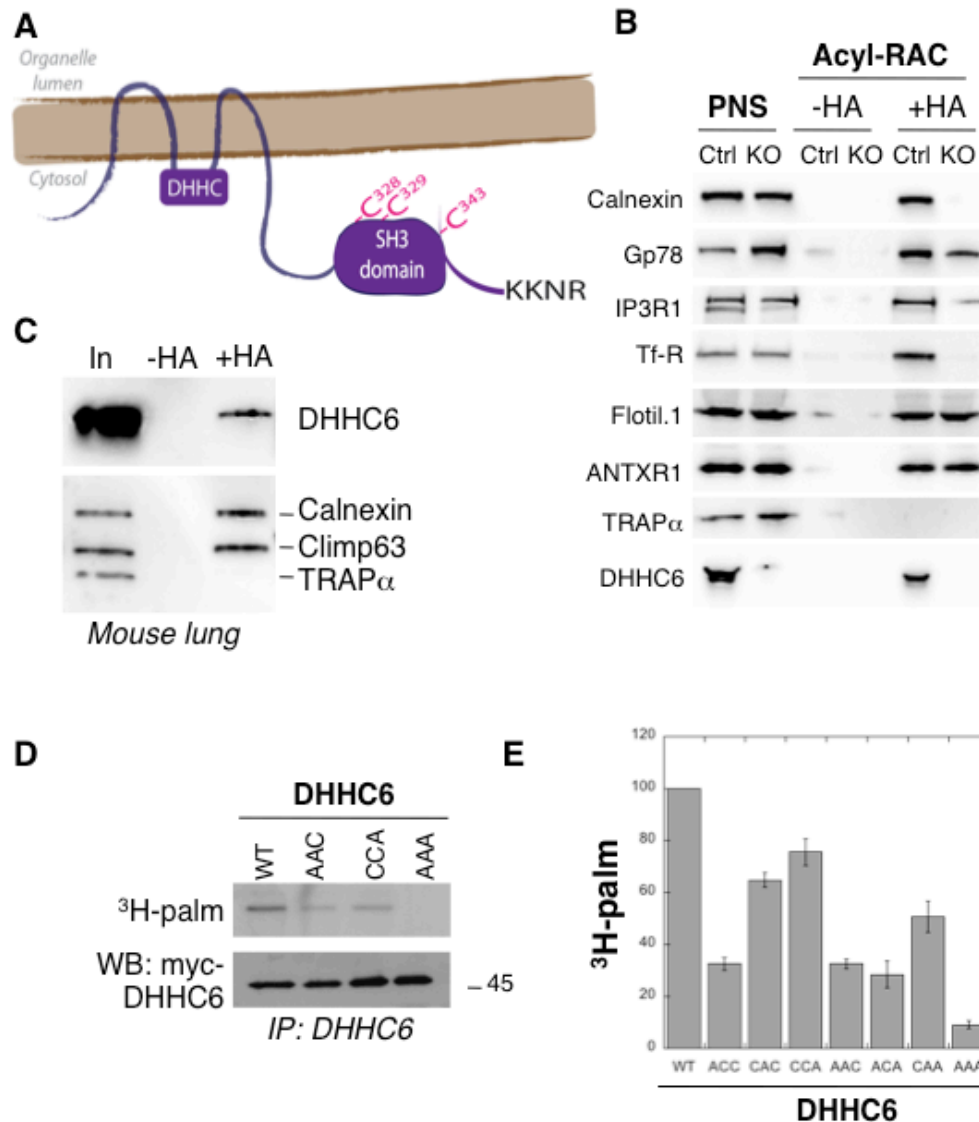 A
Organelle
lumen
Cytosol
DHHC
C328
C329
C343
SH3
domain
KKNR
B
Acyl-RAC
PNS -HA +HA
Ctrl KO Ctrl KO Ctrl KO
Calnexin
Gp78
IP3R1
Tf-R
Flotil.1
ANTXR1
TRAPα
DHHC6
C
In -HA +HA
DHHC6
Calnexin
Climp63
TRAPα
Mouse lung
D
DHHC6
WT AAC CCA AAA
³H-palm
WB: myc-
DHHC6
45
IP: DHHC6
E
³H-palm
120
100
80
60
40
20
0
WT ACC CAC CCA AAC ACA CAA AAA
DHHC6